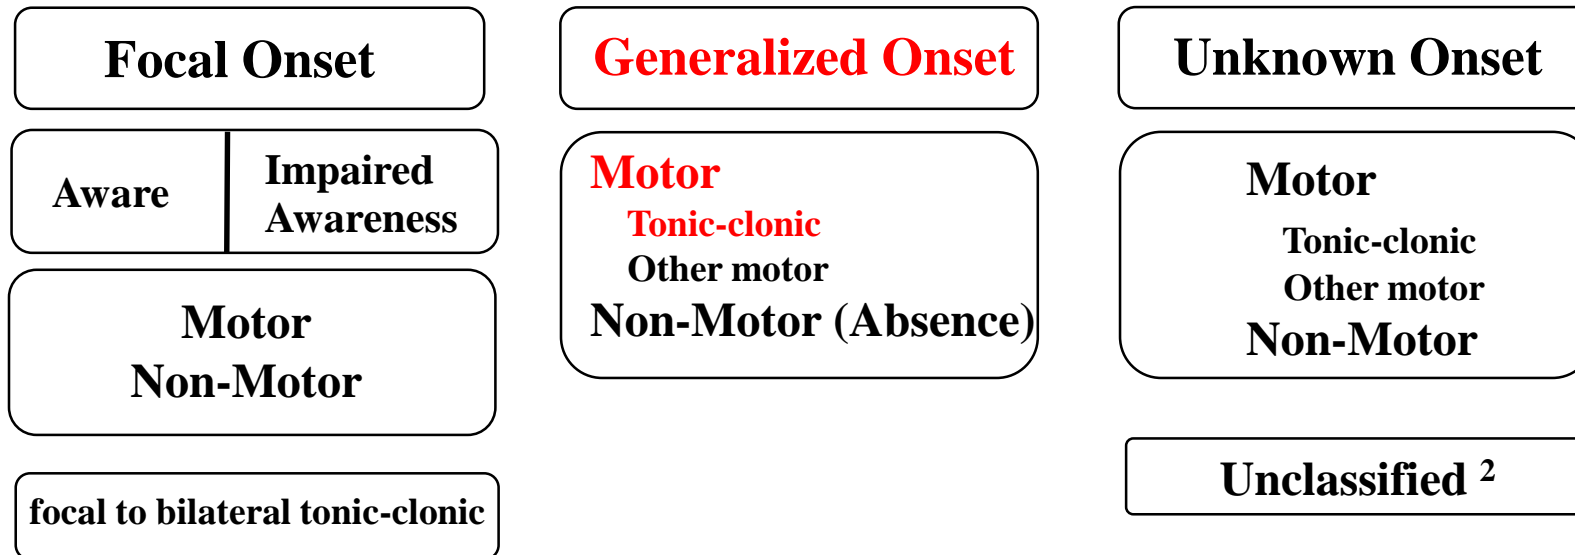 Focal Onset
Aware
Impaired
Awareness
Motor
Non-Motor
focal to bilateral tonic-clonic
Generalized Onset
Motor
Tonic-clonic
Other motor
Non-Motor (Absence)
Unknown Onset
Motor
Tonic-clonic
Other motor
Non-Motor
Unclassified ²